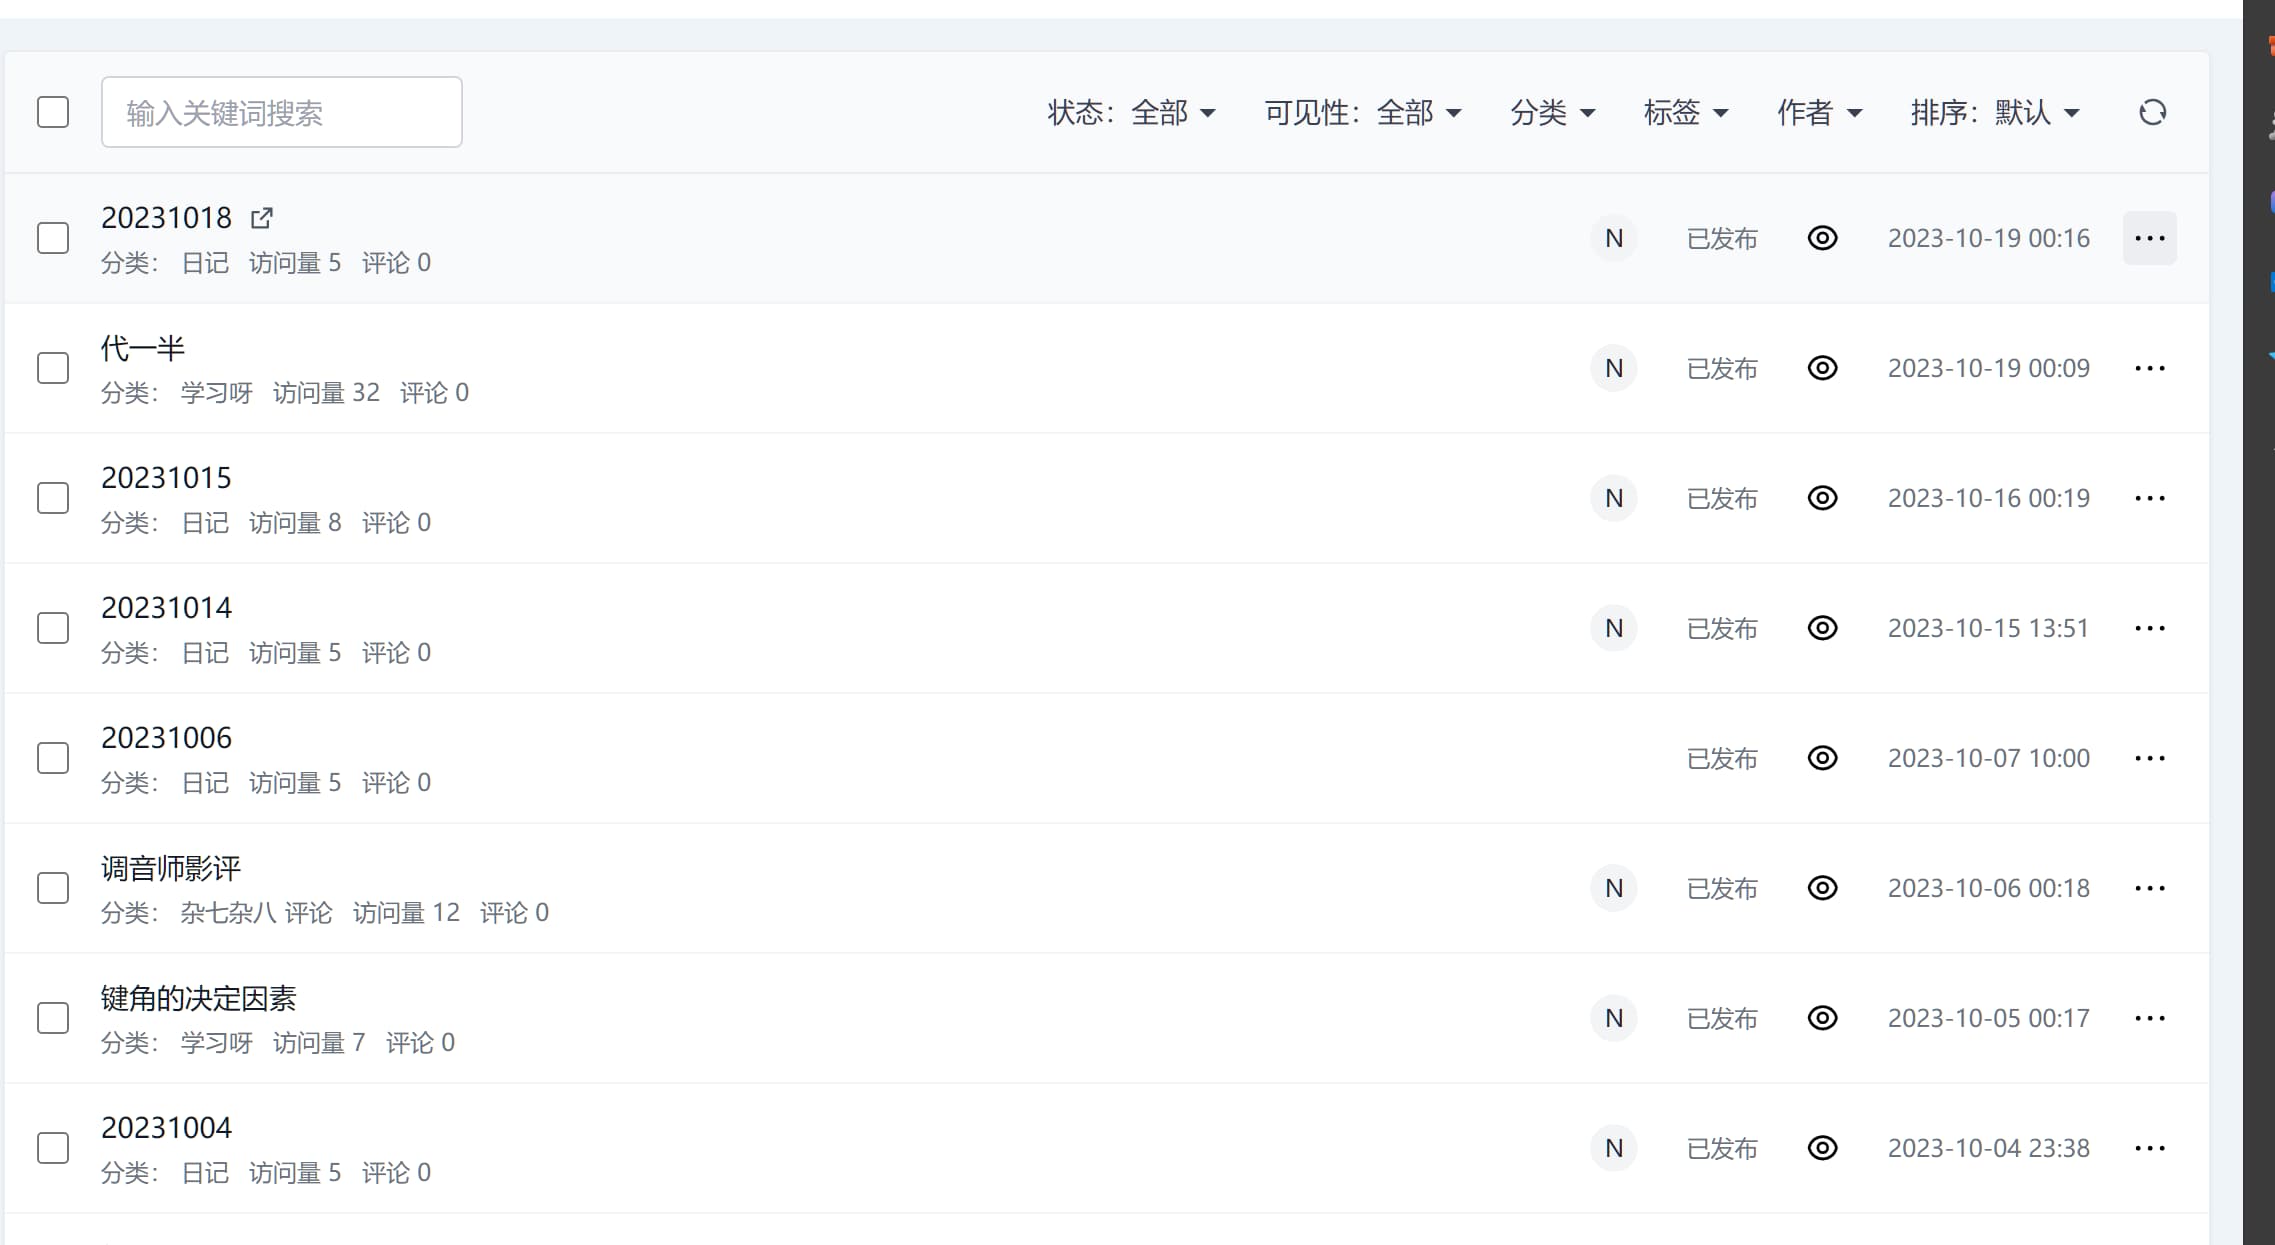 输入关键词搜索 状态：全部 可见性：全部 分类 标签 作者 排序：默认
20231018
分类： 日记 访问量 5 评论 0
N 已发布 2023-10-19 00:16
代一半
分类： 学习呀 访问量 32 评论 0
N 已发布 2023-10-19 00:09
20231015
分类： 日记 访问量 8 评论 0
N 已发布 2023-10-16 00:19
20231014
分类： 日记 访问量 5 评论 0
N 已发布 2023-10-15 13:51
20231006
分类： 日记 访问量 5 评论 0
已发布 2023-10-07 10:00
调音师影评
分类： 杂七杂八 评论 访问量 12 评论 0
N 已发布 2023-10-06 00:18
键角的决定因素
分类： 学习呀 访问量 7 评论 0
N 已发布 2023-10-05 00:17
20231004
分类： 日记 访问量 5 评论 0
N 已发布 2023-10-04 23:38